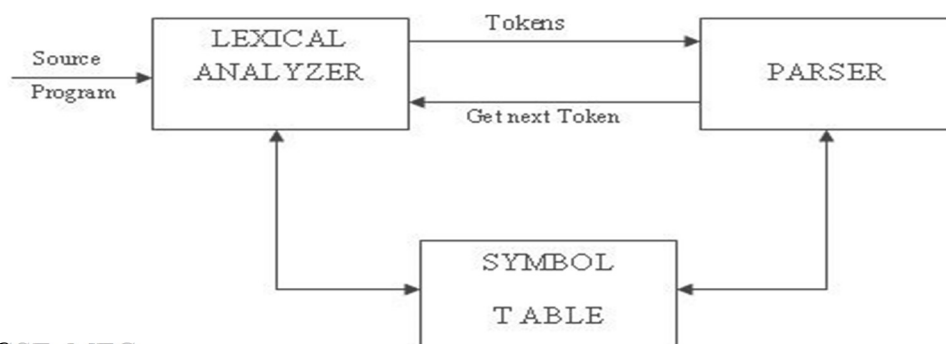 Source
Program
LEXICAL
ANALYZER
Tokens
Get next Token
PARSER
SYMBOL
TABLE